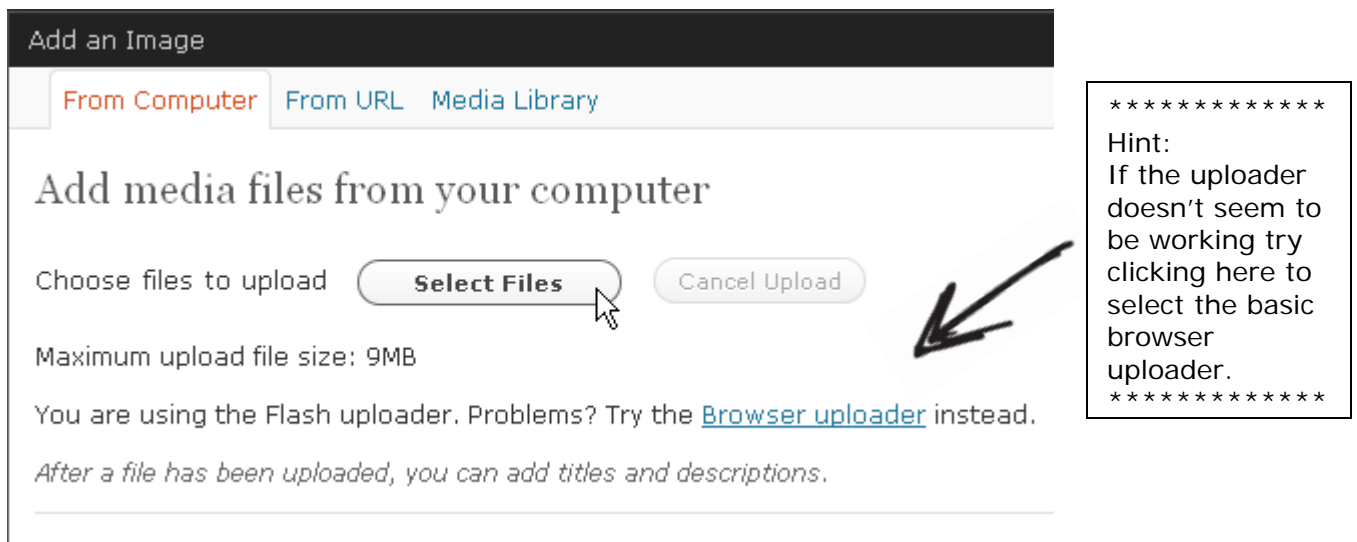 Add an Image
From Computer From URL Media Library
Add media files from your computer
Choose files to upload Select Files Cancel Upload
Maximum upload file size: 9MB
You are using the Flash uploader. Problems? Try the Browser uploader instead.
After a file has been uploaded, you can add titles and descriptions.
*************
Hint:
If the uploader
doesn’t seem to
be working try
clicking here to
select the basic
browser
uploader.
*************